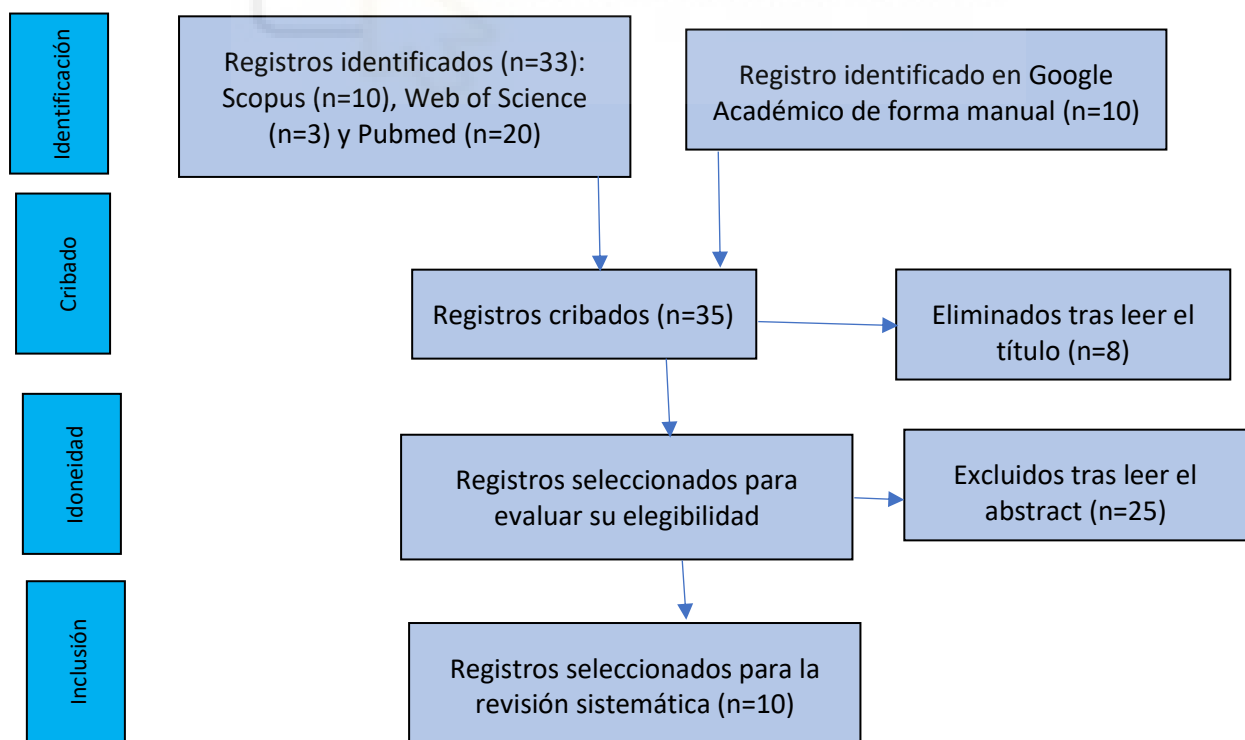 Identificación
Registros identificados (n=33):
Scopus (n=10), Web of Science
(n=3) y Pubmed (n=20)
Registro identificado en Google
Académico de forma manual (n=10)
Cribado
Registros cribados (n=35)
Eliminados tras leer el
título (n=8)
Idoneidad
Registros seleccionados para
evaluar su elegibilidad
Excluidos tras leer el
abstract (n=25)
Inclusión
Registros seleccionados para la
revisión sistemática (n=10)